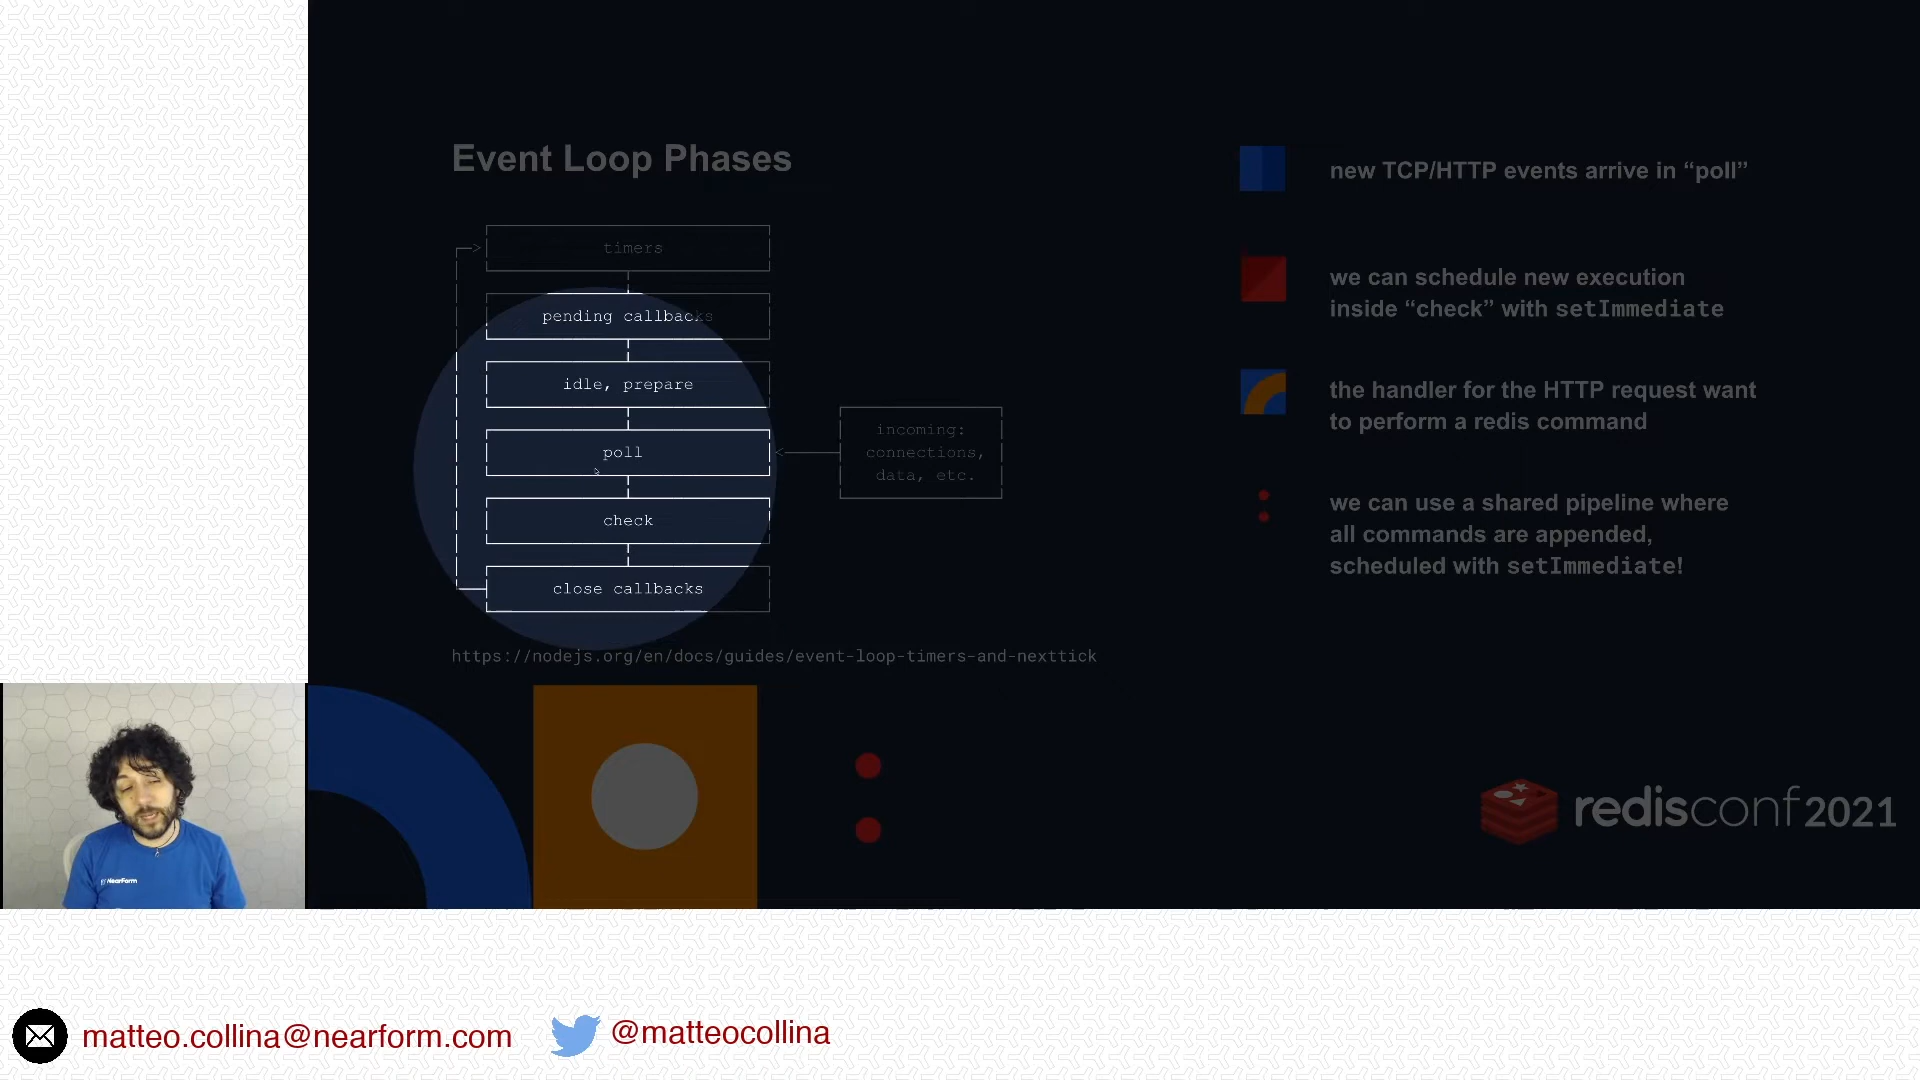 Event Loop Phases
timers
pending callbacks
idle, prepare
poll
check
close callbacks
incoming:
connections,
data, etc.
https://nodejs.org/en/docs/guides/event-loop-timers-and-nexttick
new TCP/HTTP events arrive in “poll”
we can schedule new execution
inside “check” with setImmediate
the handler for the HTTP request want
to perform a redis command
we can use a shared pipeline where
all commands are appended,
scheduled with setImmediate!
redisconf 2021
NearForm
matteo.collina@nearform.com
@matteocollina